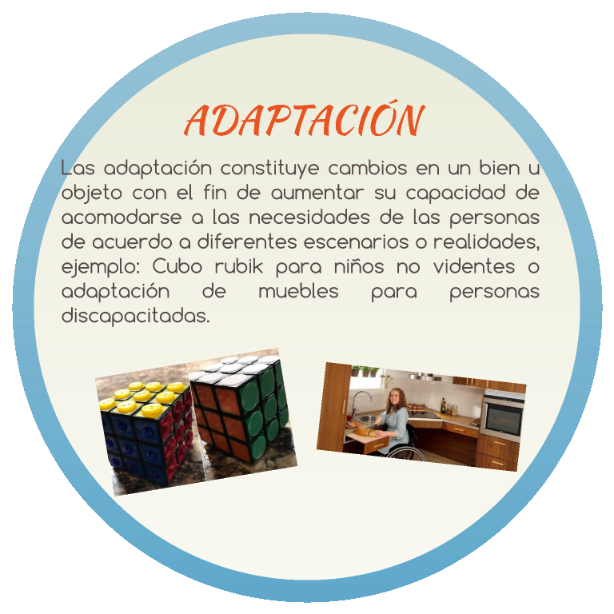 ADAPTACIÓN
Las adaptación constituye cambios en un bien u
objeto con el fin de aumentar su capacidad de
acomodarse a las necesidades de las personas
de acuerdo a diferentes escenarios o realidades,
ejemplo: Cubo rubik para niños no videntes o
adaptación de muebles para personas
discapacitadas.